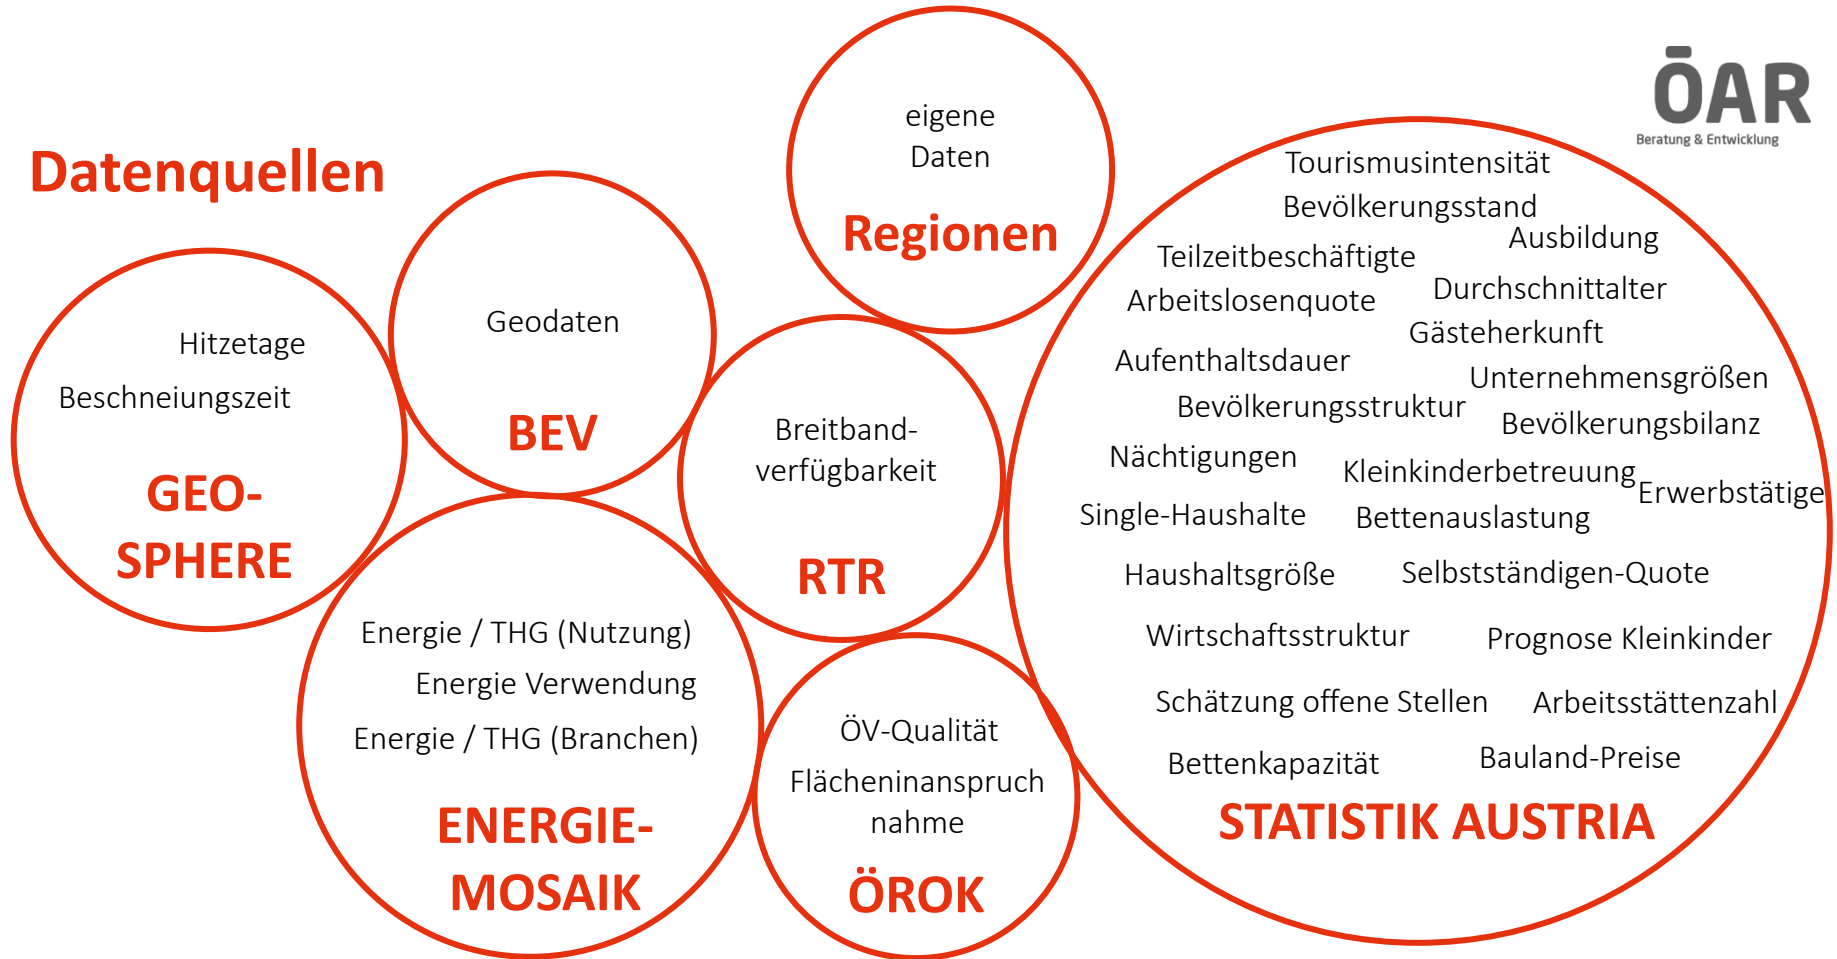 ÖAR
Beratung & Entwicklung
Datenquellen
eigene
Daten
Regionen
Geodaten
BEV
Hitzetage
Beschneiungszeit
GEO-
SPHERE
Breitband-
verfügbarkeit
RTR
Energie / THG (Nutzung)
Energie Verwendung
Energie / THG (Branchen)
ENERGIE-
MOSAIK
ÖV-Qualität
Flächeninanspruch
nahme
ÖROK
Tourismusintensität
Bevölkerungsstand
Ausbildung
Teilzeitbeschäftigte
Durchschnittalter
Arbeitslosenquote
Gästeherkunft
Aufenthaltsdauer
Unternehmensgrößen
Bevölkerungsstruktur
Bevölkerungsbilanz
Nächtigungen
Kleinkinderbetreuung
Erwerbstätige
Single-Haushalte
Bettenauslastung
Haushaltsgröße
Selbstständigen-Quote
Wirtschaftsstruktur
Prognose Kleinkinder
Schätzung offene Stellen
Arbeitsstättenzahl
Bettenkapazität
Bauland-Preise
STATISTIK AUSTRIA